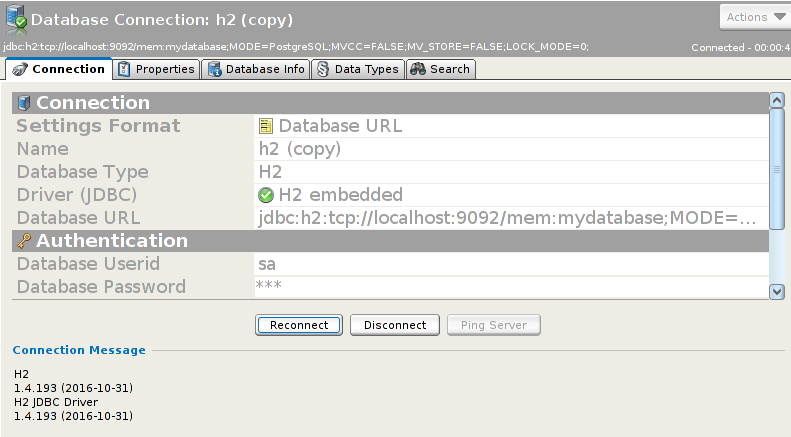 Database Connection: h2 (copy)
Actions
jdbc:h2:tcp://localhost:9092/mem:mydatabase;MODE=PostgreSQL;MVCC=FALSE;MV_STORE=FALSE;LOCK_MODE=0;
Connected - 00:00:4
Connection Properties Database Info Data Types Search
Connection
Settings Format Database URL
Name h2 (copy)
Database Type H2
Driver (JDBC) H2 embedded
Database URL jdbc:h2:tcp://localhost:9092/mem:mydatabase;MODE=...
Authentication
Database Userid sa
Database Password ***
Reconnect Disconnect Ping Server
Connection Message
H2
1.4.193 (2016-10-31)
H2 JDBC Driver
1.4.193 (2016-10-31)